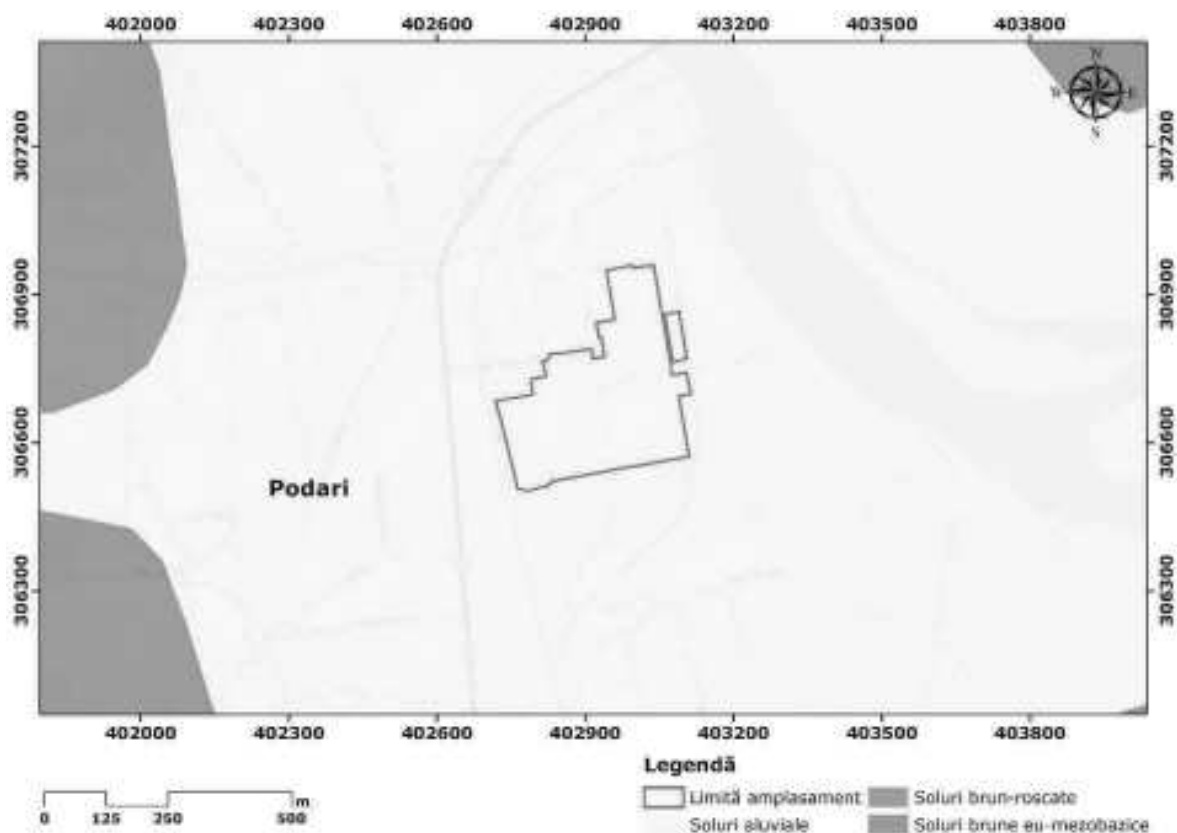 402000 402300 402600 402900 403200 403500 403800
N
W E
S
307200 307200
306900 306900
306600 306600
Podari
306300 306300
402000 402300 402600 402900 403200 403500 403800
Legendă
m
Limită amplasament Soluri brun-roscate
0 125 250 500
Soluri aluviale Soluri brune eu-mezobazice